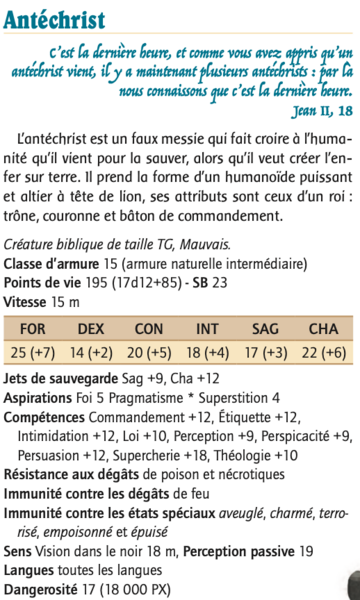 Antéchrist
C'est la dernière heure, et comme vous avez appris qu'un
antéchrist vient, il y a maintenant plusieurs antéchrists : par là
nous connaissons que c'est la dernière heure.
Jean II, 18
L'antéchrist est un faux messie qui fait croire à l'huma-
nité qu'il vient pour la sauver, alors qu'il veut créer l'en-
fer sur terre. Il prend la forme d'un humanoïde puissant
et altier à tête de lion, ses attributs sont ceux d'un roi :
trône, couronne et bâton de commandement.
Créature biblique de taille TG, Mauvais.
Classe d'armure 15 (armure naturelle intermédiaire)
Points de vie 195 (17d12+85) - SB 23
Vitesse 15 m
FOR DEX CON INT SAG CHA
25 (+7) 14 (+2) 20 (+5) 18 (+4) 17 (+3) 22 (+6)
Jets de sauvegarde Sag +9, Cha +12
Aspirations Foi 5 Pragmatisme * Superstition 4
Compétences Commandement +12, Étiquette +12,
Intimidation +12, Loi +10, Perception +9, Perspicacité +9,
Persuasion +12, Supercherie +18, Théologie +10
Résistance aux dégâts de poison et nécrotiques
Immunité contre les dégâts de feu
Immunité contre les états spéciaux aveuglé, charmé, terro-
risé, empoisonné et épuisé
Sens Vision dans le noir 18 m, Perception passive 19
Langues toutes les langues
Dangerosité 17 (18 000 PX)